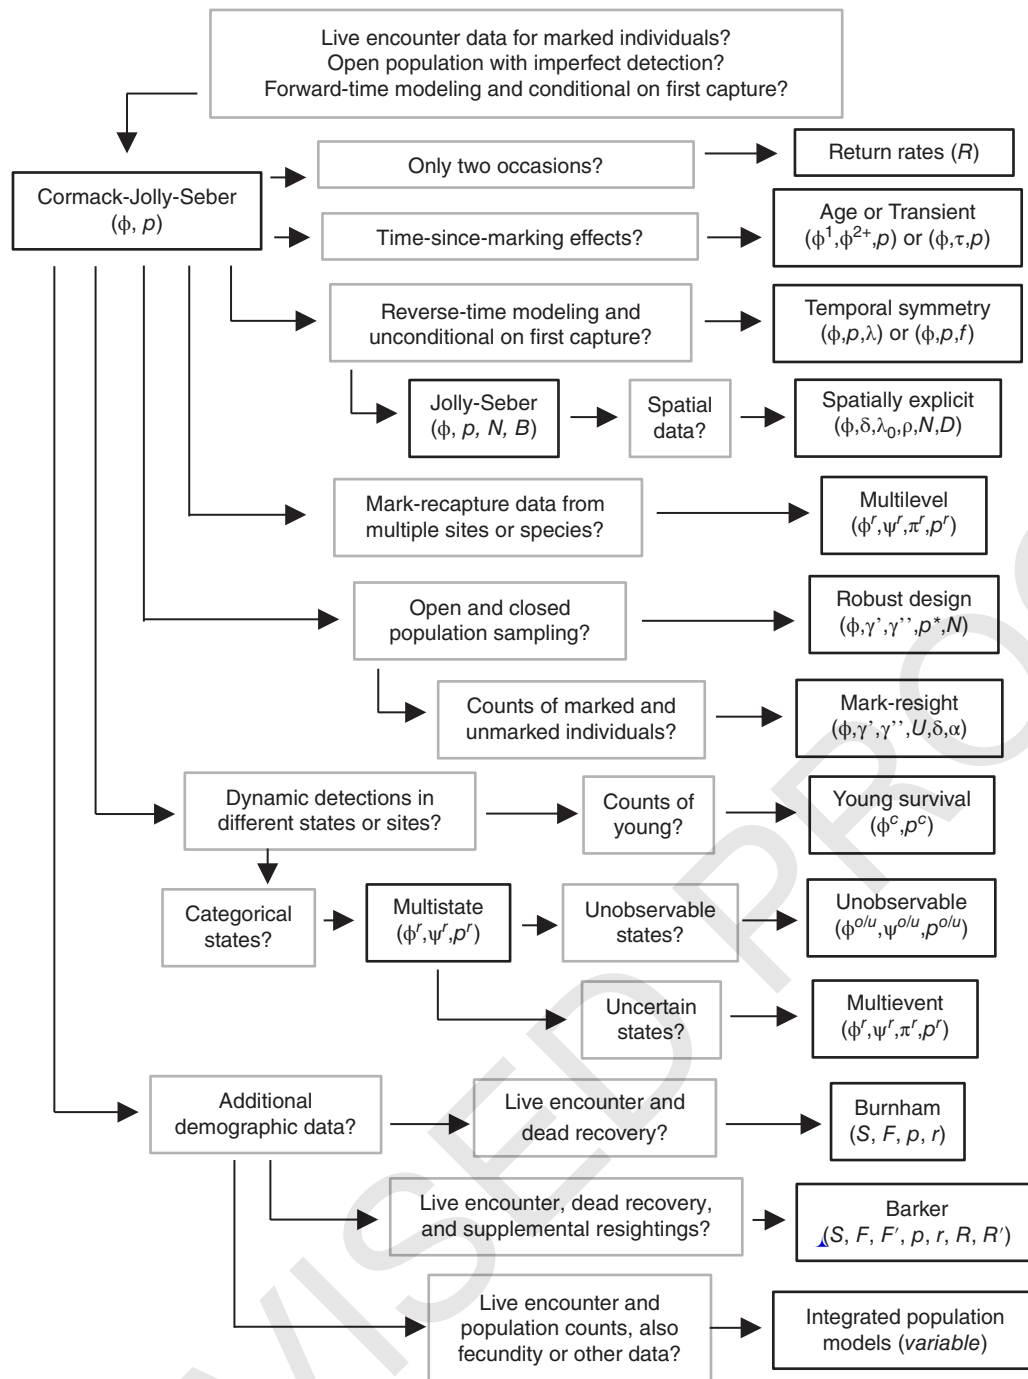 Live encounter data for marked individuals?
Open population with imperfect detection?
Forward-time modeling and conditional on first capture?
Only two occasions?
Return rates (R)
Cormack-Jolly-Seber
(ϕ, p)
Time-since-marking effects?
Age or Transient
(ϕ¹,ϕ²⁺,p) or (ϕ,τ,p)
Reverse-time modeling and
unconditional on first capture?
Temporal symmetry
(ϕ,p,λ) or (ϕ,p,f)
Jolly-Seber
(ϕ, p, N, B)
Spatial
data?
Spatially explicit
(ϕ,δ,λ₀,ρ,N,D)
Mark-recapture data from
multiple sites or species?
Multilevel
(ϕʳ,ψʳ,πʳ,pʳ)
Open and closed
population sampling?
Robust design
(ϕ,γ’,γ’’,p*,N)
Counts of marked and
unmarked individuals?
Mark-resight
(ϕ,γ’,γ’’,U,δ,α)
Dynamic detections in
different states or sites?
Counts of
young?
Young survival
(ϕᶜ,pᶜ)
Categorical
states?
Multistate
(ϕʳ,ψʳ,pʳ)
Unobservable
states?
Unobservable
(ϕᵒ/ᵘ,ψᵒ/ᵘ,pᵒ/ᵘ)
Uncertain
states?
Multievent
(ϕʳ,ψʳ,πʳ,pʳ)
Additional
demographic data?
Live encounter and
dead recovery?
Burnham
(S, F, p, r)
Live encounter, dead recovery,
and supplemental resightings?
Barker
(S, F, F′, p, r, R, R′)
Live encounter and
population counts, also
fecundity or other data?
Integrated population
models (variable)
VISED PROO